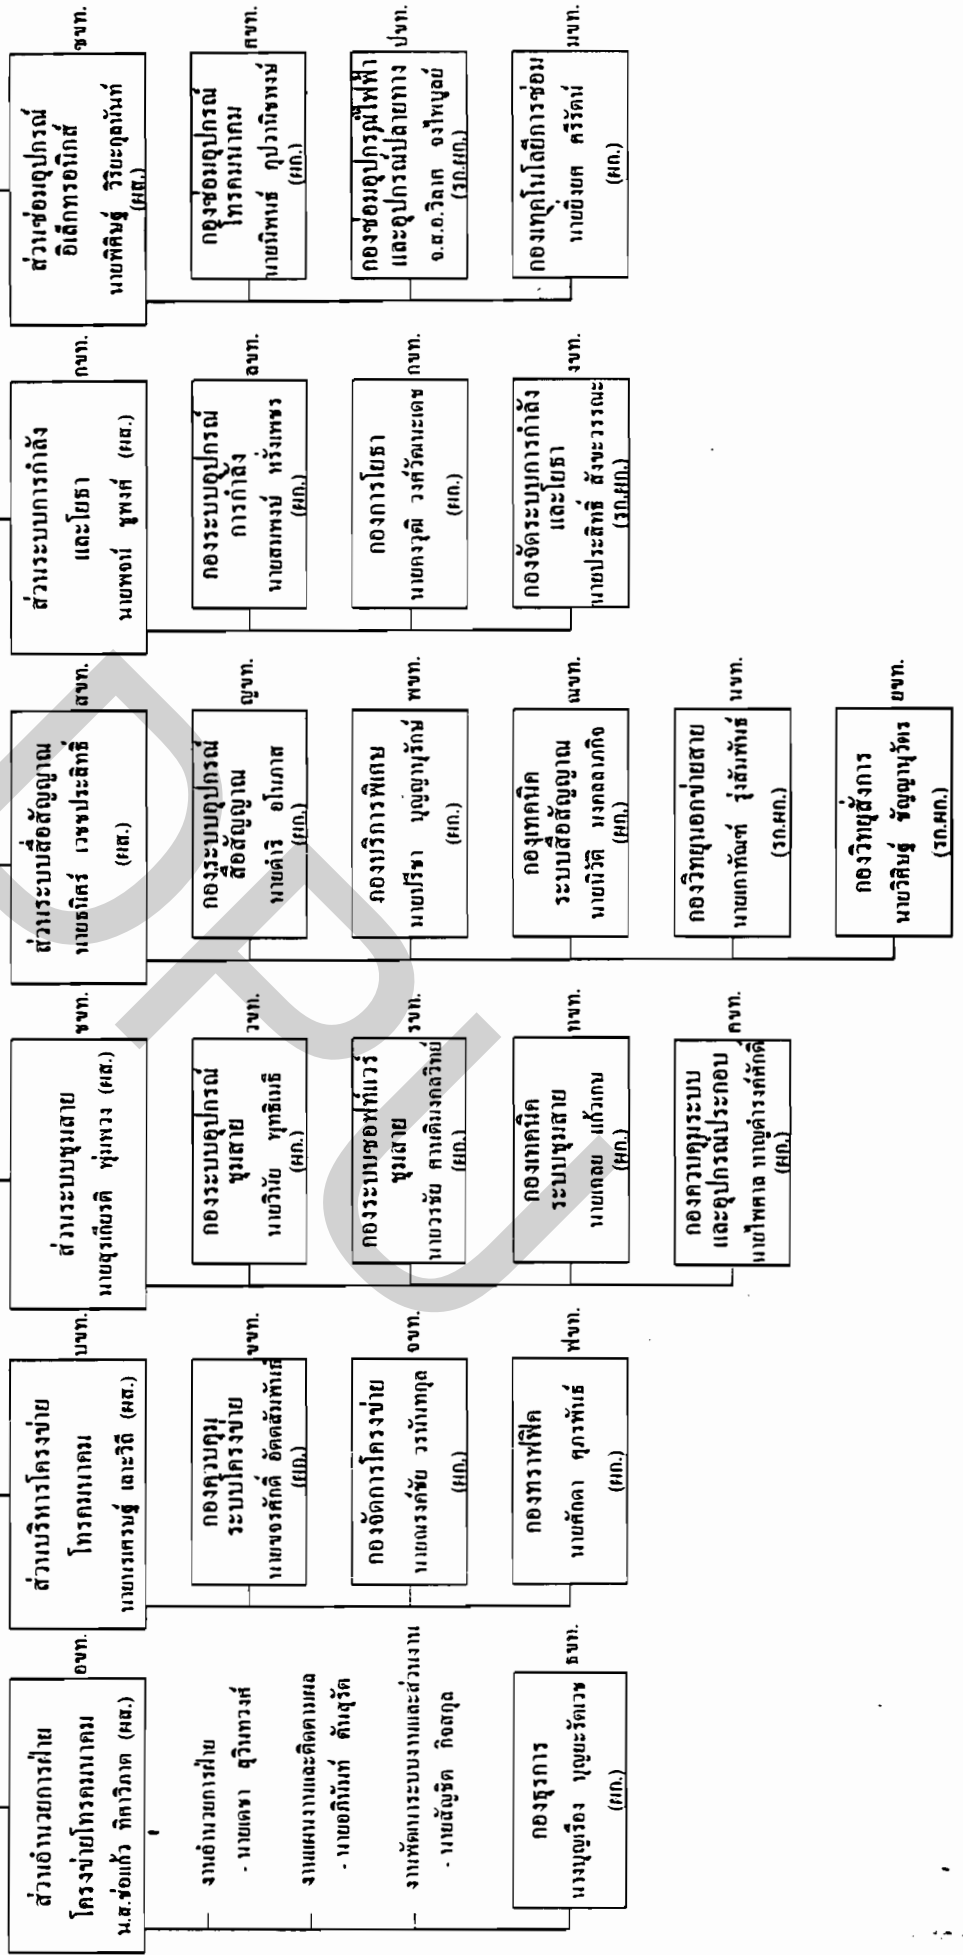 ส่วนอำนวยการฝ่าย
โครงข่ายโทรคมนาคม
น.ส.ช่อแก้ว ทิศาวิภาต (ผส.)
อขท.
งานอำนวยการฝ่าย
- นายเดชา สุวินทวงศ์
งานแผนงานและติดตามผล
- นายอภินันท์ ตันสุรัต
งานพัฒนาระบบงานและส่วนงาน
- นายสัญชิต กิจสกุล
กองธุรการ
นางบุญเรือง บุญยะรัตเวช
(ผก.)
ธขท.
ส่วนบริหารโครงข่าย
โทรคมนาคม
นายนรเศรษฐ์ เลาะวิถี (ผส.)
บขท.
กองควบคุม
ระบบโครงข่าย
นายขจรศักดิ์ อัตตสัมพันธ์
(ผก.)
ขขท.
กองจัดการโครงข่าย
นายณรงค์ชัย วรนันทกุล
(ผก.)
จขท.
กองทราฟฟิค
นายศักดา ศุภรพันธ์
(ผก.)
ฟขท.
ส่วนระบบชุมสาย
นายสุรเกียรติ พุ่มพวง (ผส.)
ชขท.
กองระบบอุปกรณ์
ชุมสาย
นายวินัย พุทธิเมธี
(ผก.)
วขท.
กองระบบซอฟท์แวร์
ชุมสาย
นายวรชัย ศานติมงคลวิทย์
(ผก.)
รขท.
กองเทคนิค
ระบบชุมสาย
นายเฉลย แก้วเกษ
(ผก.)
ทขท.
กองควบคุมระบบ
และอุปกรณ์ประกอบ
นายไพศาล หาญดำรงค์ศักดิ์
(ผก.)
คขท.
ส่วนระบบสื่อสัญญาณ
นายธนิศร์ เวชชประสิทธิ์
(ผส.)
สขท.
กองระบบอุปกรณ์
สื่อสัญญาณ
นายดำริ อโนภาส
(ผก.)
ญขท.
กองบริการพิเศษ
นายปรีชา บุญญานุรักษ์
(ผก.)
พขท.
กองเทคนิค
ระบบสื่อสัญญาณ
นายนิวัติ มงคลลาภกิจ
(ผก.)
ณขท.
กองวิทยุนอกข่ายสาย
นายเกาทัณฑ์ รุ่งสัมพันธ์
(รก.ผก.)
นขท.
กองวิทยุสั่งการ
นายวิศิษฐ์ ชัญญานุวัตร
(รก.ผก.)
ยขท.
ส่วนระบบการกำลัง
และโยธา
นายพจน์ ชูพงศ์ (ผส.)
กขท.
กองระบบอุปกรณ์
การกำลัง
นายสมพงษ์ หรั่งเพชร
(ผก.)
ลขท.
กองการโยธา
นายคงวุฒิ วงศ์วัฒนะเดช
(ผก.)
กขท.
กองจัดระบบการกำลัง
และโยธา
นายประสิทธิ์ สังขะวรรณะ
(รก.ผก.)
งขท.
ส่วนซ่อมอุปกรณ์
อิเล็กทรอนิกส์
นายพิศิษฐ์ วิริยะกุลนันท์
(ผส.)
ซขท.
กองซ่อมอุปกรณ์
โทรคมนาคม
นายนิพนธ์ ภูปวานิชพงษ์
(ผก.)
ศขท.
กองซ่อมอุปกรณ์ไฟฟ้า
และอุปกรณ์ปลายทาง
จ.ส.อ.วิลาศ จงไพบูลย์
(รก.ผก.)
ปขท.
กองเทคโนโลยีการซ่อม
นายยิ่งยศ ศรีรัตน์
(ผก.)
มขท.
DPU